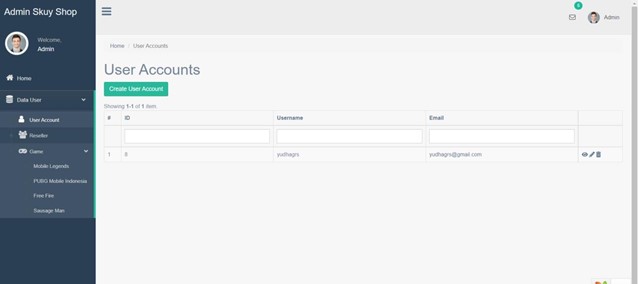 Admin Skuy Shop
Welcome,
Admin
Home
Data User
User Account
Reseller
Game
Mobile Legends
PUBG Mobile Indonesia
Free Fire
Sausage Man
Admin
Home / User Accounts
User Accounts
Create User Account
Showing 1-1 of 1 item.
# ID Username Email
1 6 yudhagrs yudhagrs@gmail.com